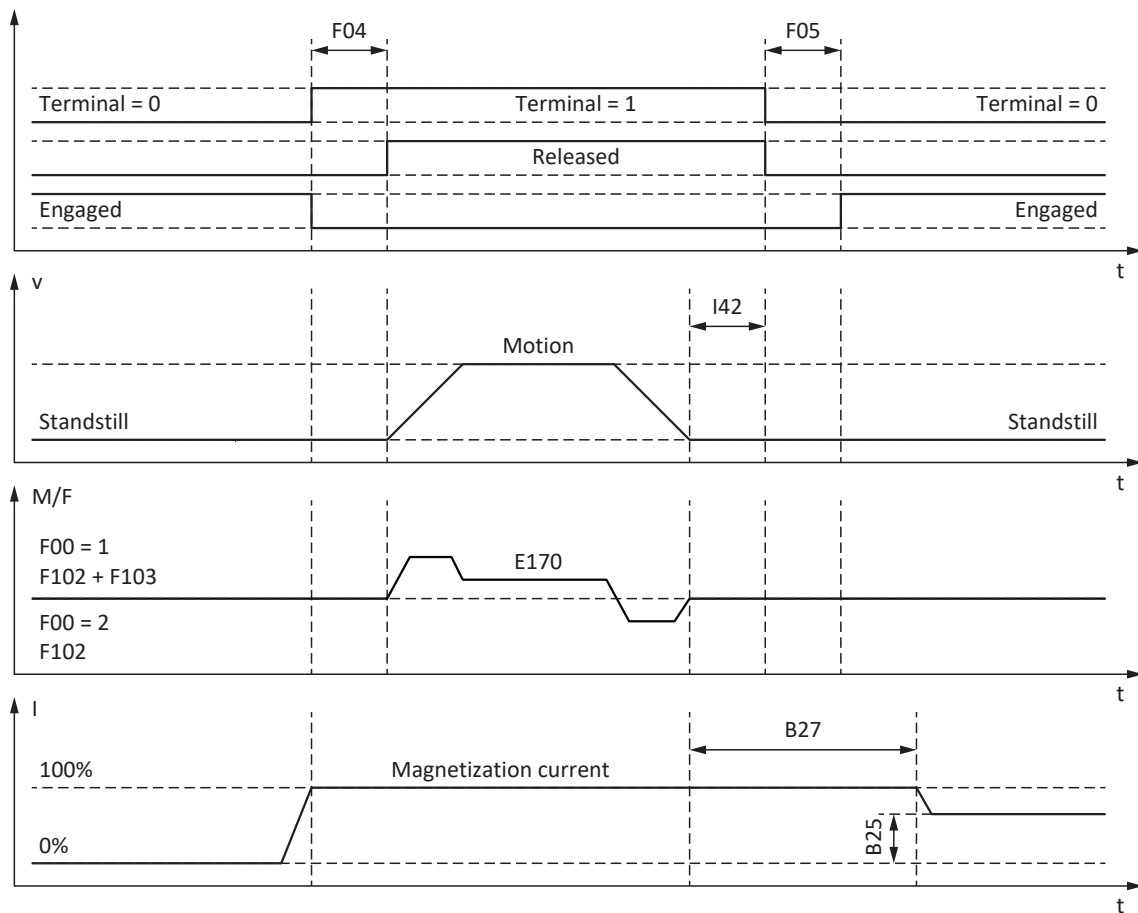 F04 F05
Terminal = 0 Terminal = 1 Terminal = 0
Released
Engaged Engaged
t
v
I42
Motion
Standstill Standstill
t
M/F
F00 = 1
E170
F102 + F103
F00 = 2
F102
t
I
B27
100% Magnetization current
B25
0%
t